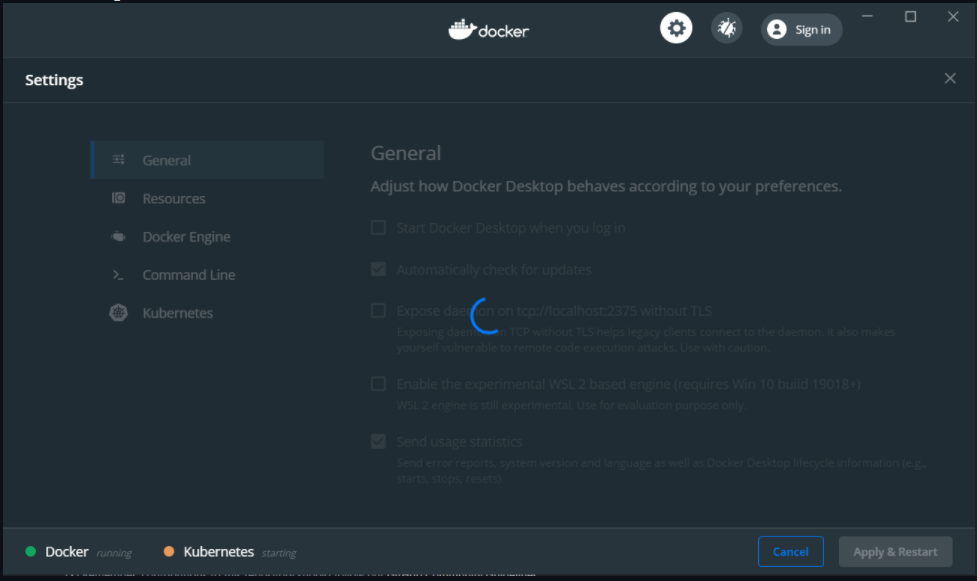 docker
Sign in
Settings
General
Resources
Docker Engine
Command Line
Kubernetes
General
Adjust how Docker Desktop behaves according to your preferences.
Start Docker Desktop when you log in
Automatically check for updates
Expose daemon on tcp://localhost:2375 without TLS
Exposing daemon on TCP without TLS helps legacy clients connect to the daemon. It also makes
yourself vulnerable to remote code execution attacks. Use with caution.
Enable the experimental WSL 2 based engine (requires Win 10 build 19018+)
WSL 2 engine is still experimental. Use for evaluation purpose only.
Send usage statistics
Send error reports, system version and language as well as Docker Desktop lifecycle information (e.g.,
starts, stops, resets).
Docker running
Kubernetes starting
Cancel
Apply & Restart